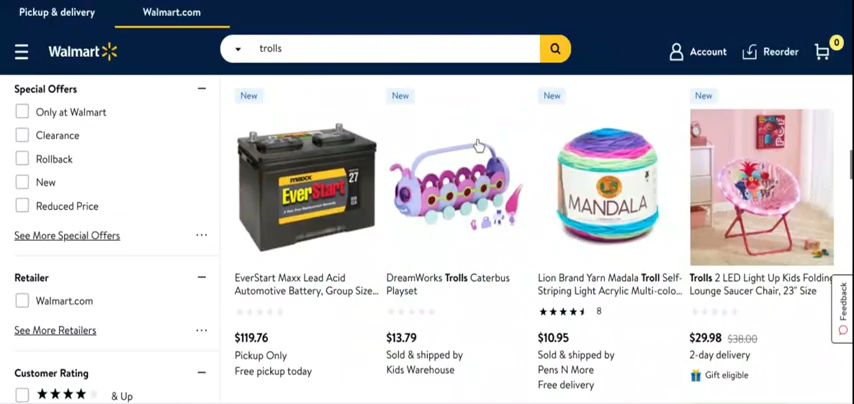 Pickup & delivery
Walmart.com
Walmart
trolls
Account
Reorder
0
Special Offers
Only at Walmart
Clearance
Rollback
New
Reduced Price
See More Special Offers
Retailer
Walmart.com
See More Retailers
Customer Rating
& Up
New
MAXX
EverStart
27
EverStart Maxx Lead Acid
Automotive Battery, Group Size...
$119.76
Pickup Only
Free pickup today
New
DreamWorks Trolls Caterbus
Playset
$13.79
Sold & shipped by
Kids Warehouse
New
MANDALA
Lion Brand Yarn Madala Troll Self-
Striping Light Acrylic Multi-colo...
8
$10.95
Sold & shipped by
Pens N More
Free delivery
New
Trolls 2 LED Light Up Kids Folding
Lounge Saucer Chair, 23" Size
$29.98 $38.00
2-day delivery
Gift eligible
Feedback